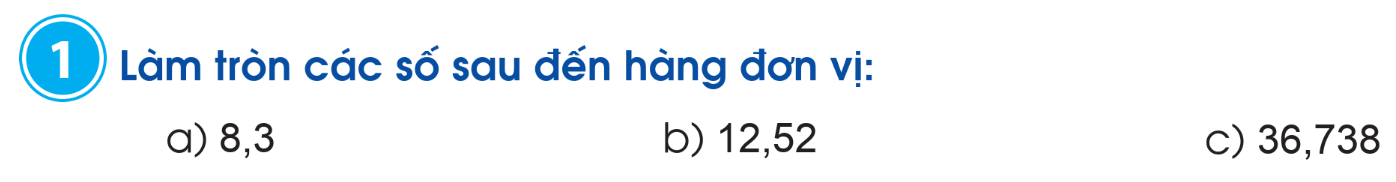 1 Làm tròn các số sau đến hàng đơn vị:
a) 8,3 b) 12,52 c) 36,738